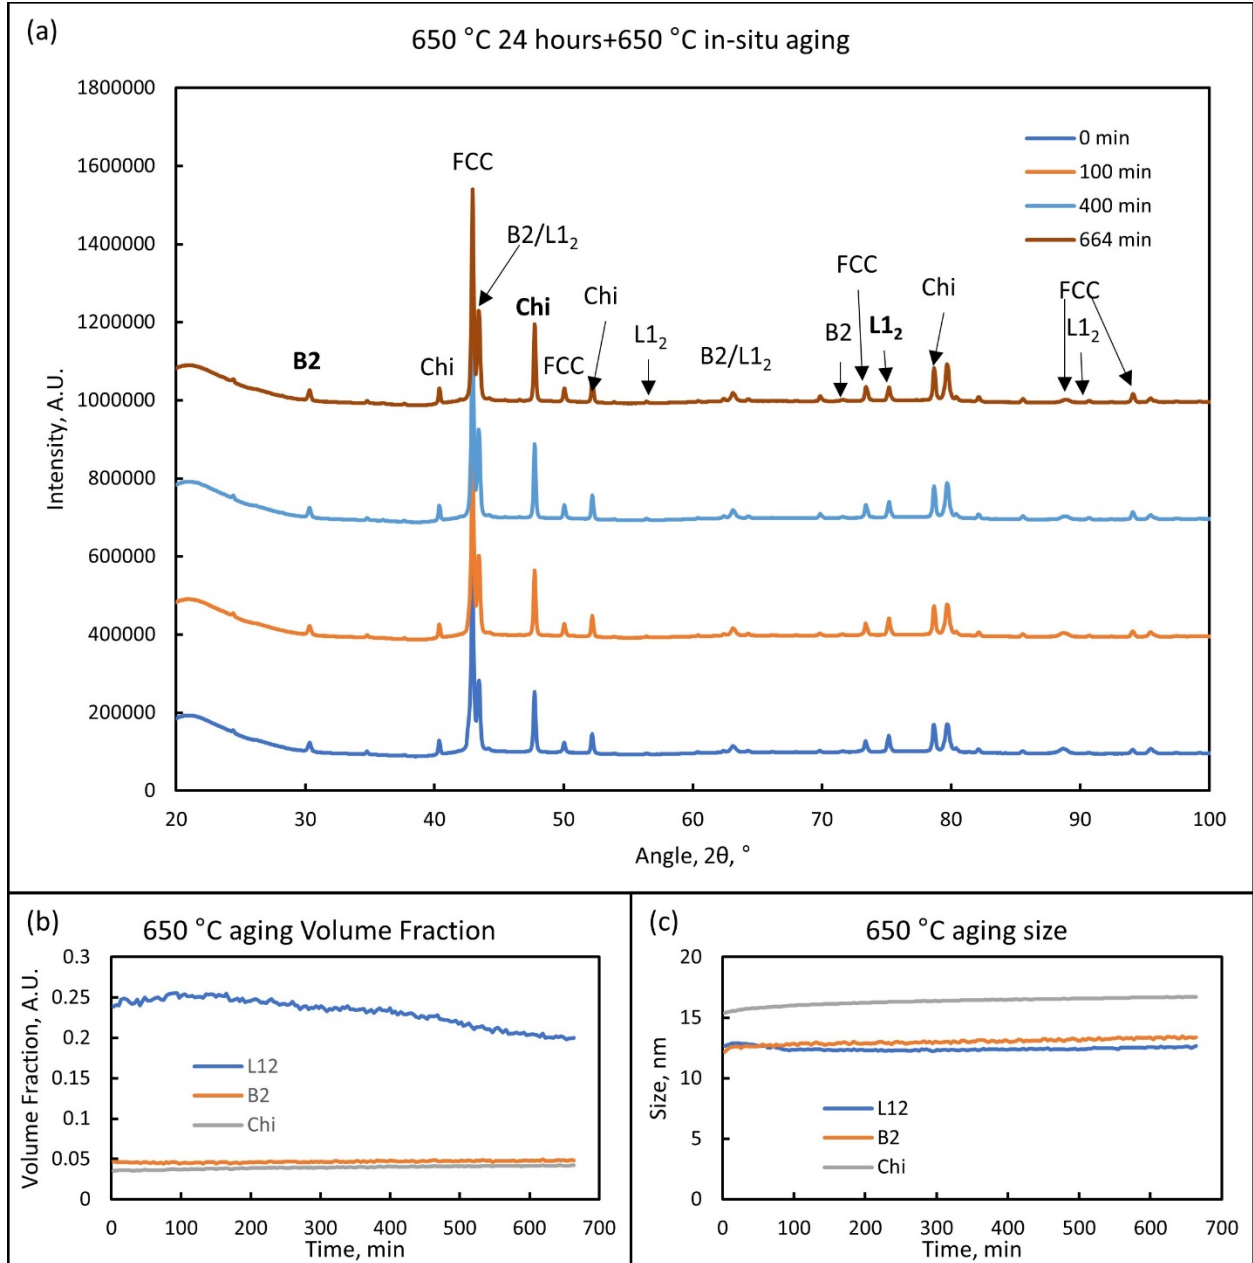 (a)
650 °C 24 hours+650 °C in-situ aging
Intensity, A.U.
1800000
1600000
1400000
1200000
1000000
800000
600000
400000
200000
0
0 min
100 min
400 min
664 min
B2
Chi
FCC
B2/L1₂
Chi
FCC
Chi
L1₂
B2/L1₂
B2
FCC
L1₂
Chi
FCC
L1₂
20
30
40
50
60
70
80
90
100
Angle, 2θ, °
(b)
650 °C aging Volume Fraction
Volume Fraction, A.U.
0.3
0.25
0.2
0.15
0.1
0.05
0
L12
B2
Chi
0
100
200
300
400
500
600
700
Time, min
(c)
650 °C aging size
Size, nm
20
15
10
5
0
L12
B2
Chi
0
100
200
300
400
500
600
700
Time, min